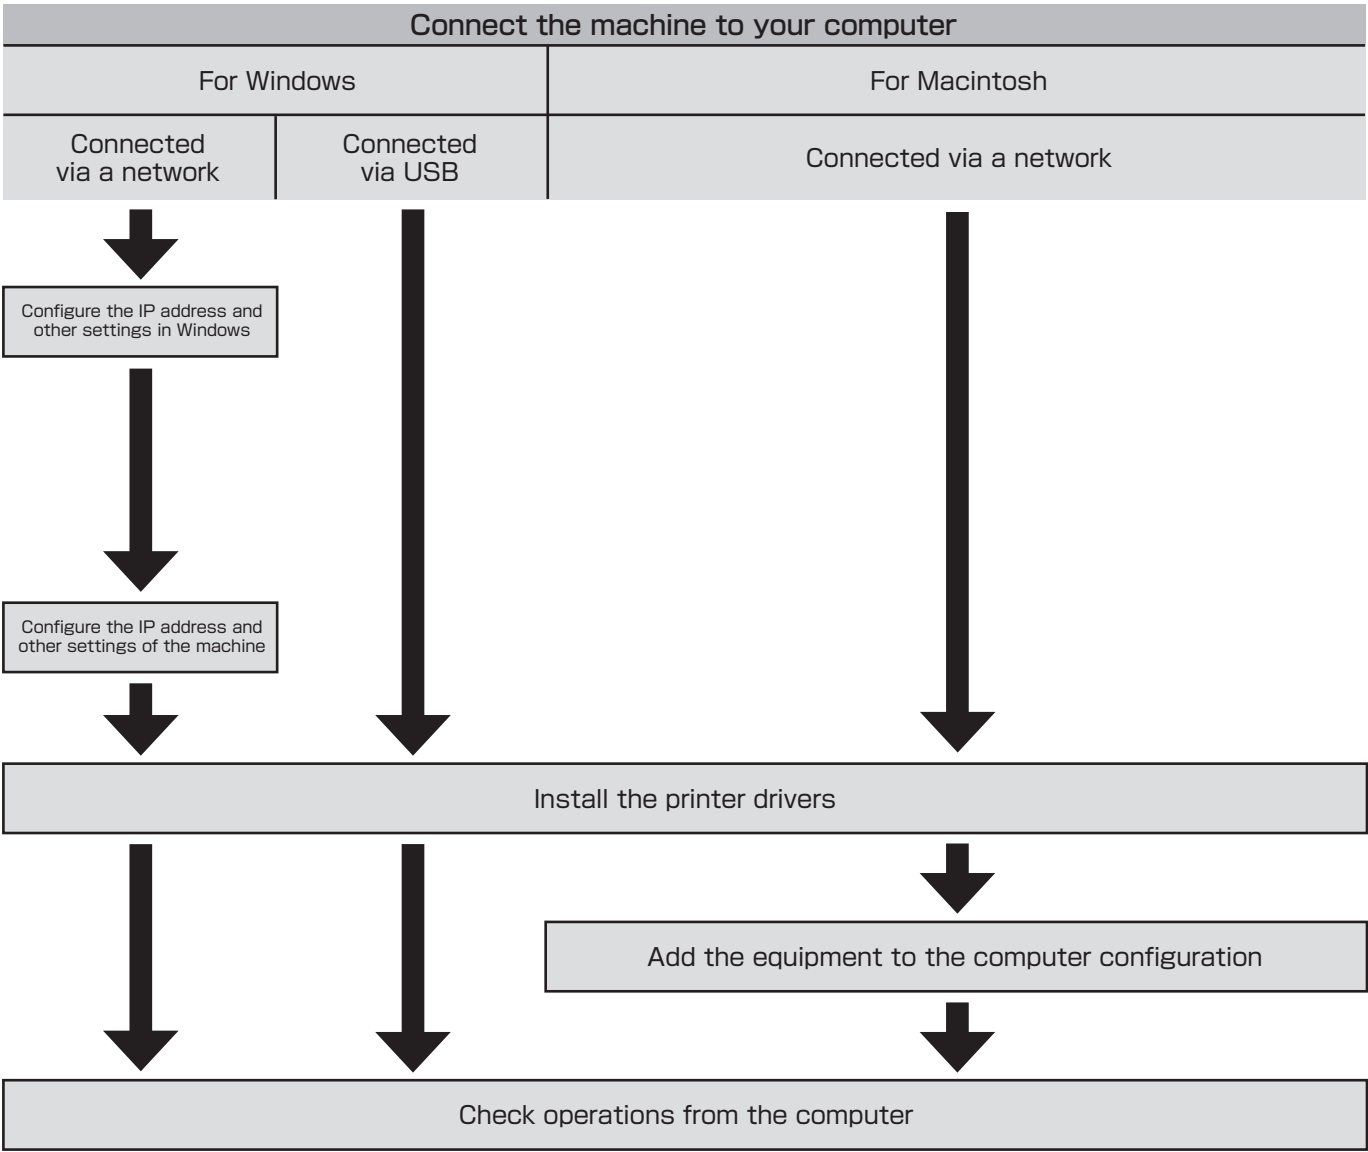 Connect the machine to your computer
For Windows
For Macintosh
Connected
via a network
Connected
via USB
Connected via a network
Configure the IP address and
other settings in Windows
Configure the IP address and
other settings of the machine
Install the printer drivers
Add the equipment to the computer configuration
Check operations from the computer